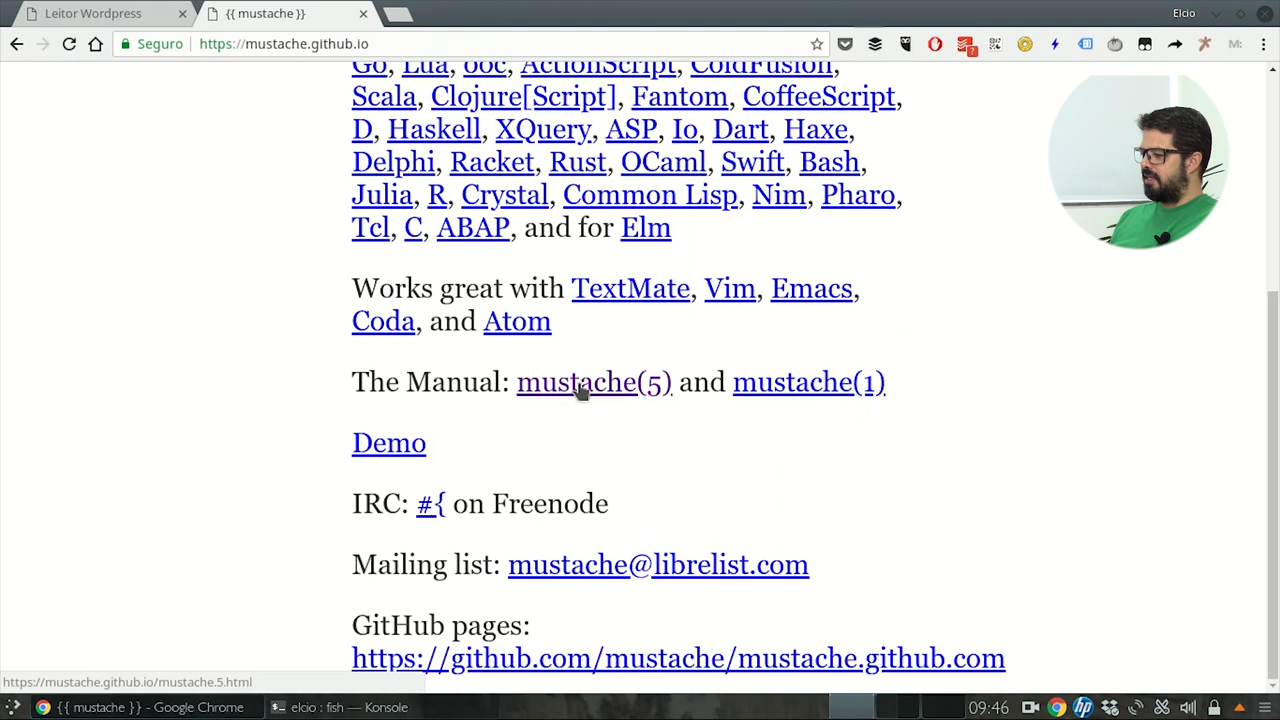 Leitor Wordpress
{{ mustache }}
Elcio
Seguro
https://mustache.github.io
Go, Lua, ooc, ActionScript, ColdFusion,
Scala, Clojure[Script], Fantom, CoffeeScript,
D, Haskell, XQuery, ASP, Io, Dart, Haxe,
Delphi, Racket, Rust, OCaml, Swift, Bash,
Julia, R, Crystal, Common Lisp, Nim, Pharo,
Tcl, C, ABAP, and for Elm
Works great with TextMate, Vim, Emacs,
Coda, and Atom
The Manual: mustache(5) and mustache(1)
Demo
IRC: #{ on Freenode
Mailing list: mustache@librelist.com
GitHub pages:
https://github.com/mustache/mustache.github.com
https://mustache.github.io/mustache.5.html
{{ mustache }} - Google Chrome
elcio : fish — Konsole
09:46